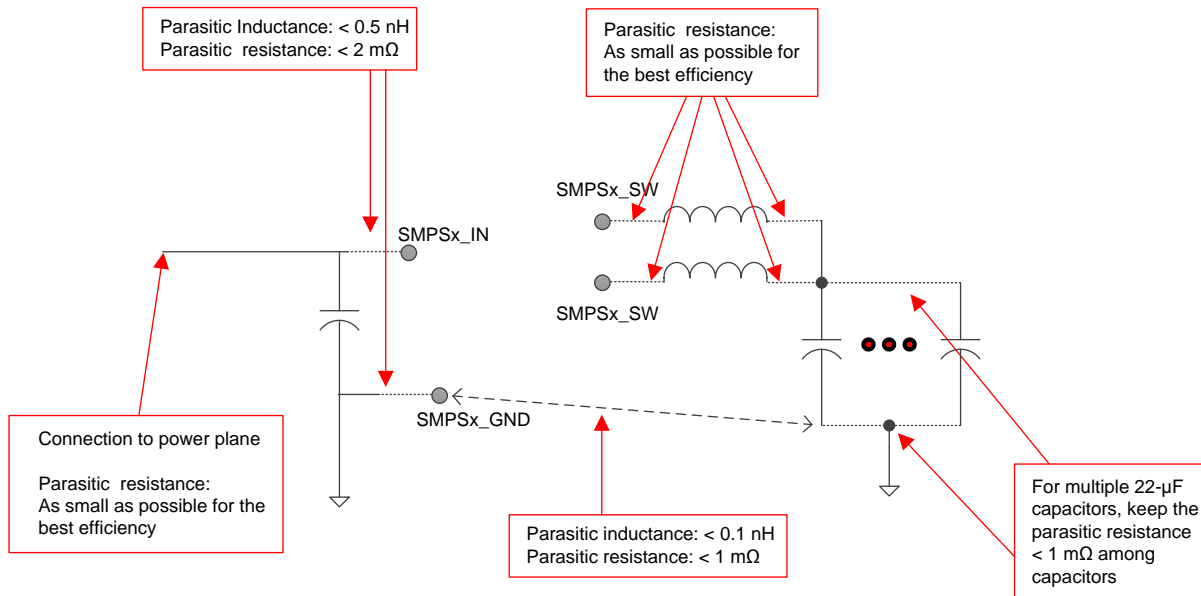 Parasitic Inductance: < 0.5 nH
Parasitic resistance: < 2 mΩ
Parasitic resistance:
As small as possible for
the best efficiency
SMPSx_SW
SMPSx_IN
SMPSx_SW
SMPSx_GND
Connection to power plane
Parasitic resistance:
As small as possible for the
best efficiency
Parasitic inductance: < 0.1 nH
Parasitic resistance: < 1 mΩ
For multiple 22-µF
capacitors, keep the
parasitic resistance
< 1 mΩ among
capacitors